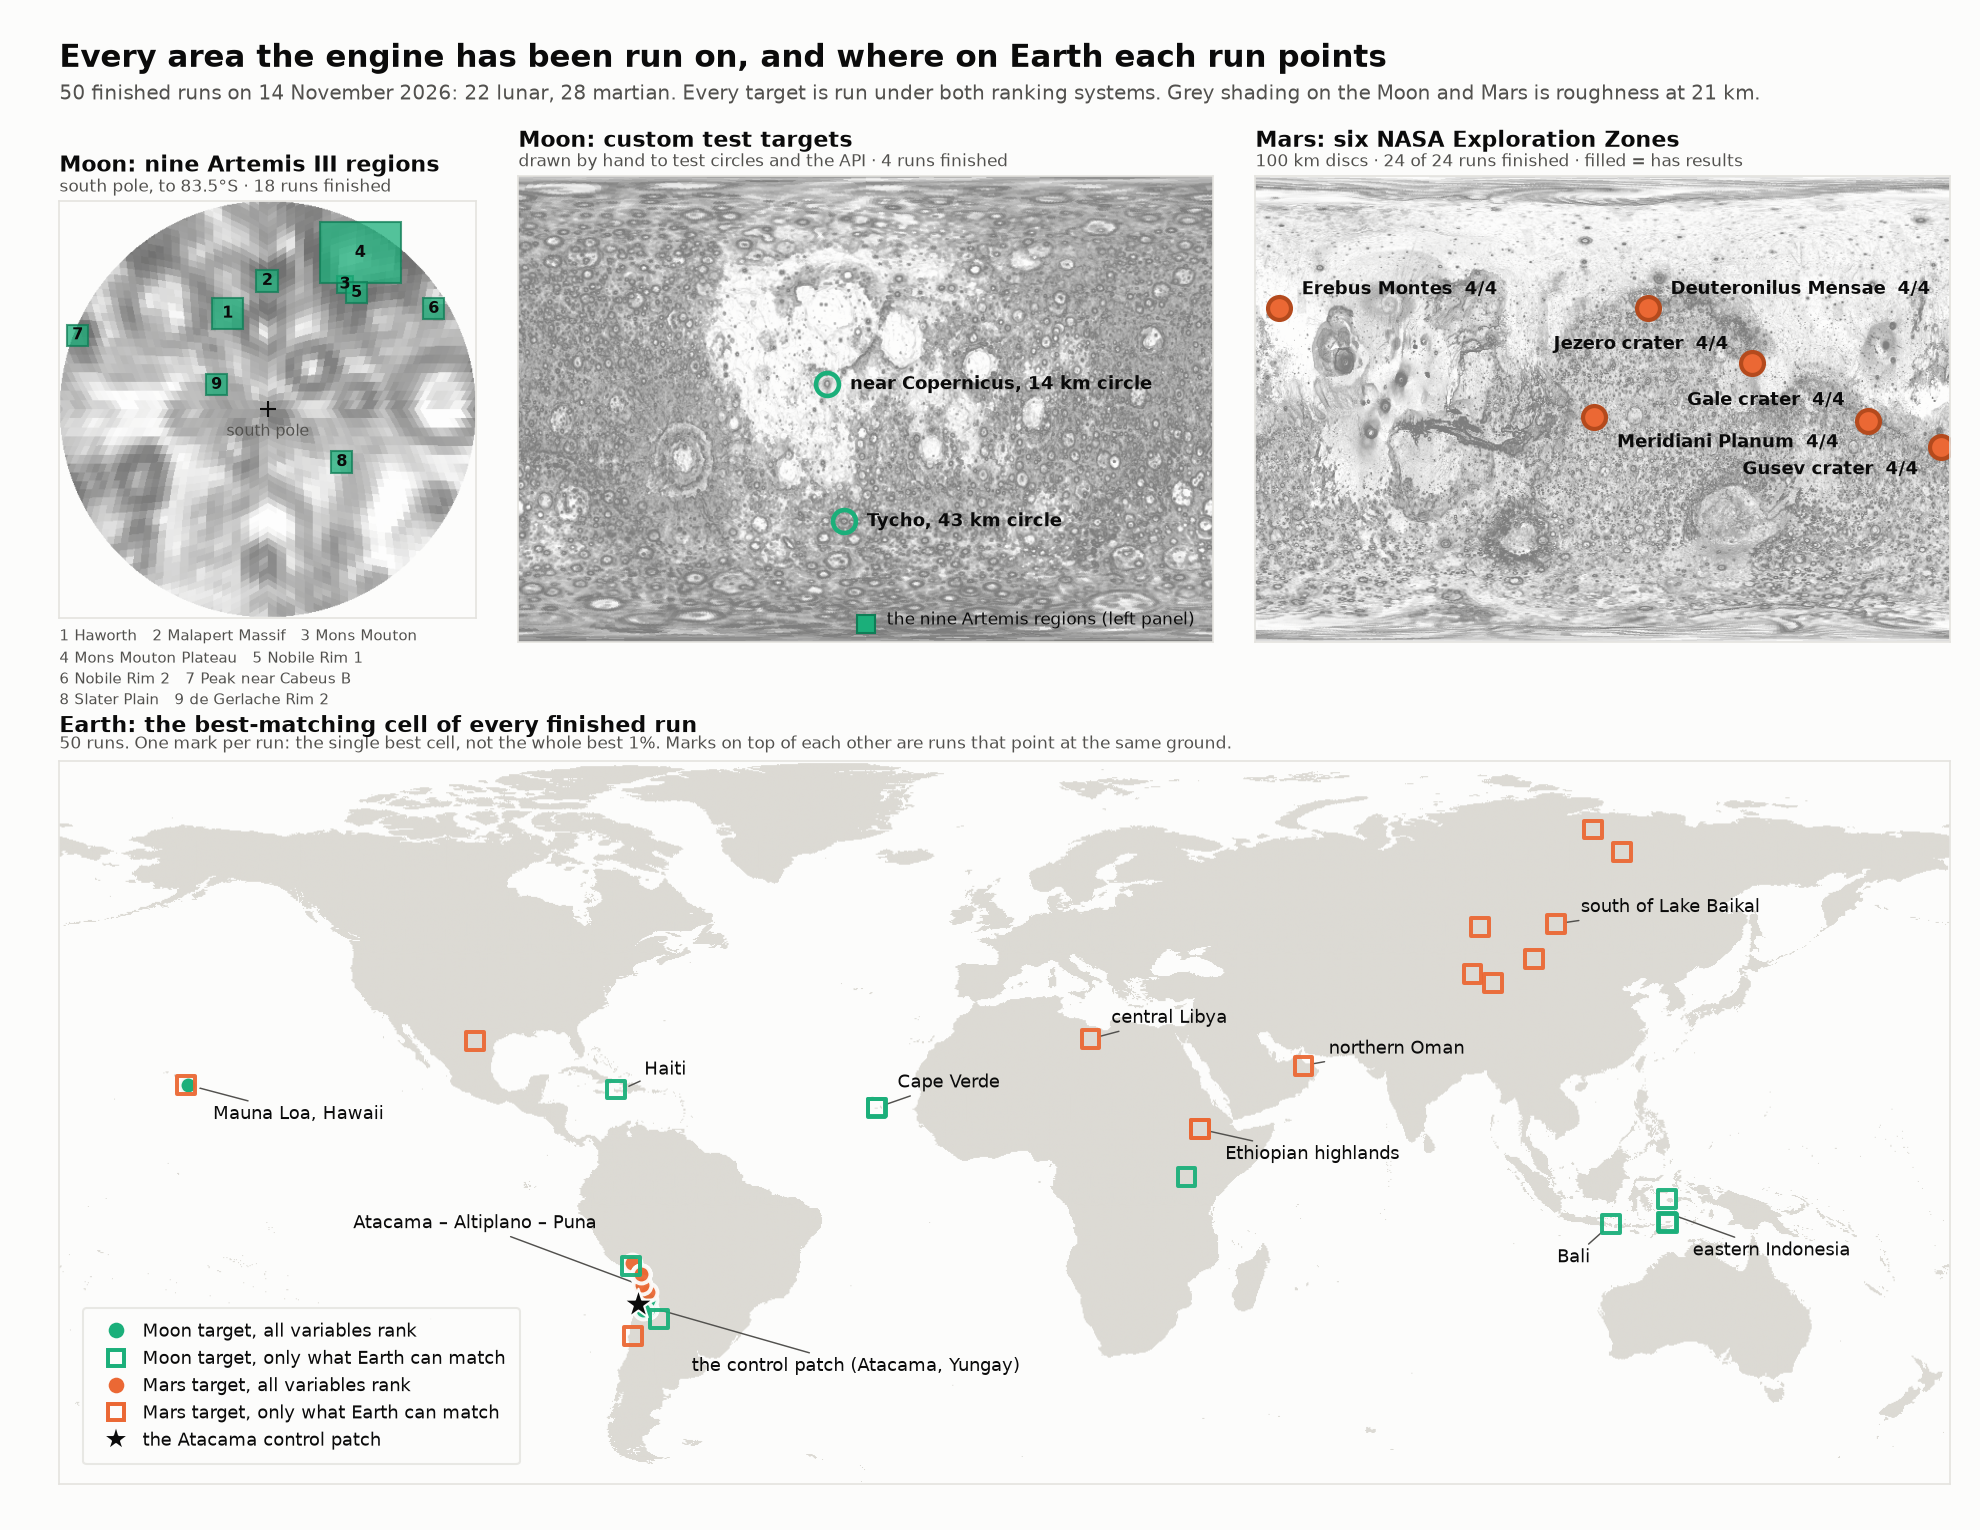 Every area the engine has been run on, and where on Earth each run points
50 finished runs on 14 November 2026: 22 lunar, 28 martian. Every target is run under both ranking systems. Grey shading on the Moon and Mars is roughness at 21 km.
Moon: nine Artemis III regions
south pole, to 83.5°S · 18 runs finished
4
2
3
5
1
6
7
9
south pole
8
1 Haworth 2 Malapert Massif 3 Mons Mouton
4 Mons Mouton Plateau 5 Nobile Rim 1
6 Nobile Rim 2 7 Peak near Cabeus B
8 Slater Plain 9 de Gerlache Rim 2
Moon: custom test targets
drawn by hand to test circles and the API · 4 runs finished
near Copernicus, 14 km circle
Tycho, 43 km circle
the nine Artemis regions (left panel)
Mars: six NASA Exploration Zones
100 km discs · 24 of 24 runs finished · filled = has results
Erebus Montes 4/4
Deuteronilus Mensae 4/4
Jezero crater 4/4
Gale crater 4/4
Meridiani Planum 4/4
Gusev crater 4/4
Earth: the best-matching cell of every finished run
50 runs. One mark per run: the single best cell, not the whole best 1%. Marks on top of each other are runs that point at the same ground.
south of Lake Baikal
central Libya
northern Oman
Haiti
Cape Verde
Mauna Loa, Hawaii
Ethiopian highlands
Atacama – Altiplano – Puna
Bali
eastern Indonesia
the control patch (Atacama, Yungay)
Moon target, all variables rank
Moon target, only what Earth can match
Mars target, all variables rank
Mars target, only what Earth can match
the Atacama control patch